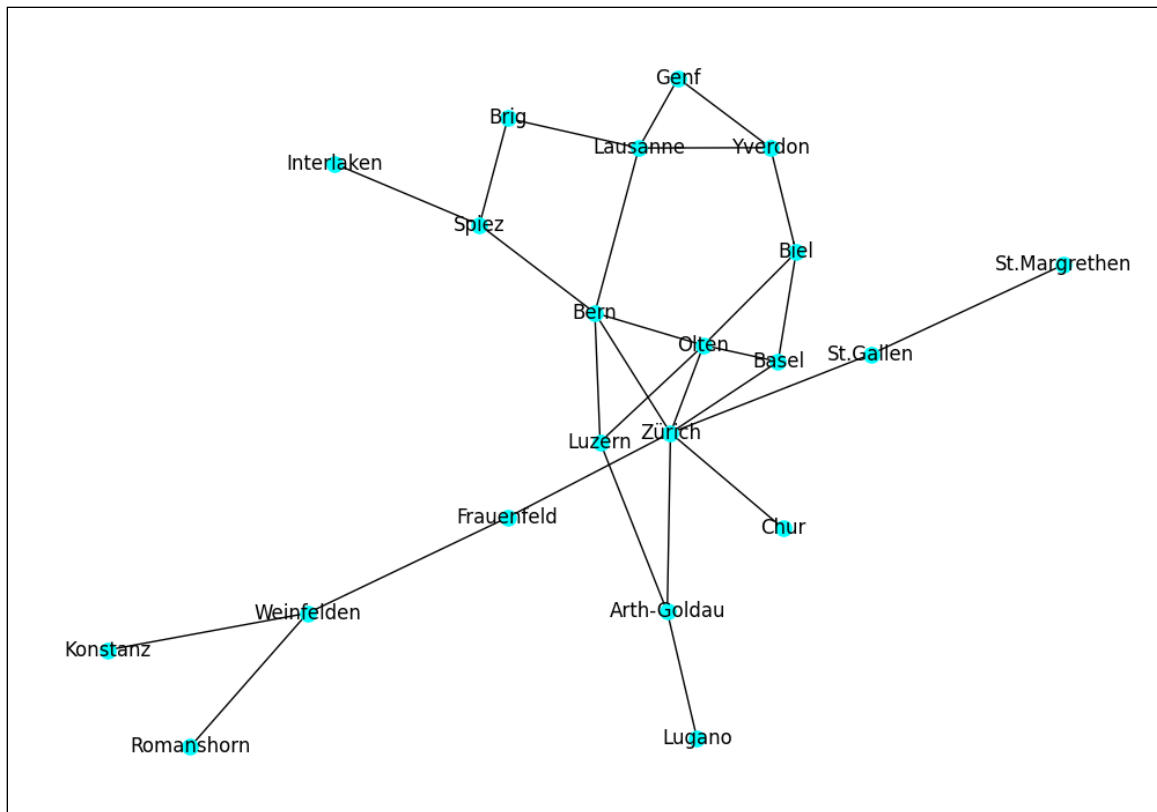 Genf
Brig
Lausanne
Yverdon
Interlaken
Spiez
Biel
St.Margrethen
Bern
Olten
Basel
St.Gallen
Luzern
Zürich
Frauenfeld
Chur
Weinfelden
Arth-Goldau
Konstanz
Romanshorn
Lugano